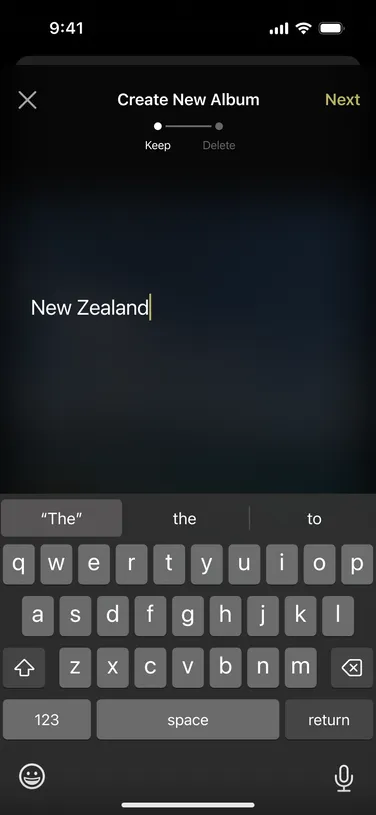 9:41
Create New Album
Next
Keep
Delete
New Zealand
“The”
the
to
q w e r t y u i o p
a s d f g h j k l
z x c v b n m
123
space
return